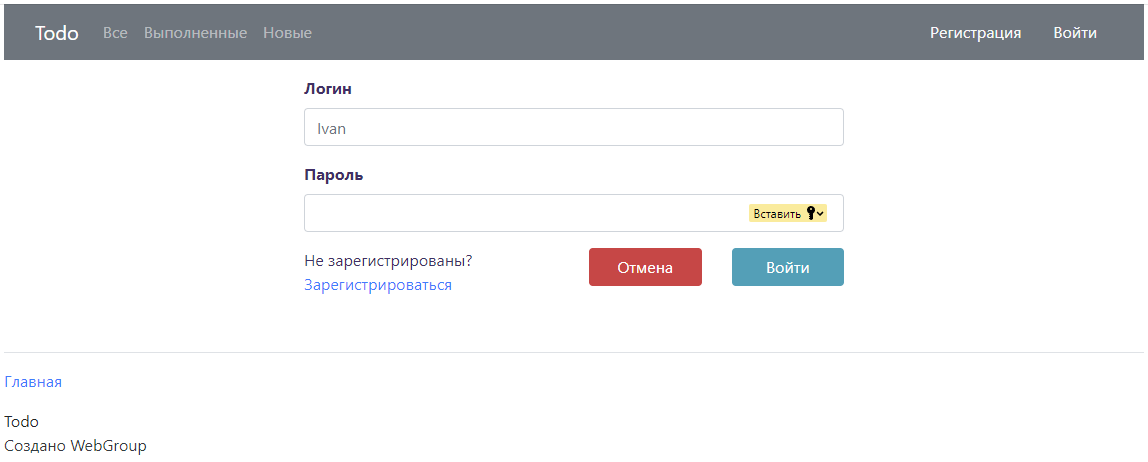 Todo Все Выполненные Новые Регистрация Войти
Логин
Ivan
Пароль
Вставить
Не зарегистрированы? Отмена Войти
Зарегистрироваться
Главная
Todo
Создано WebGroup